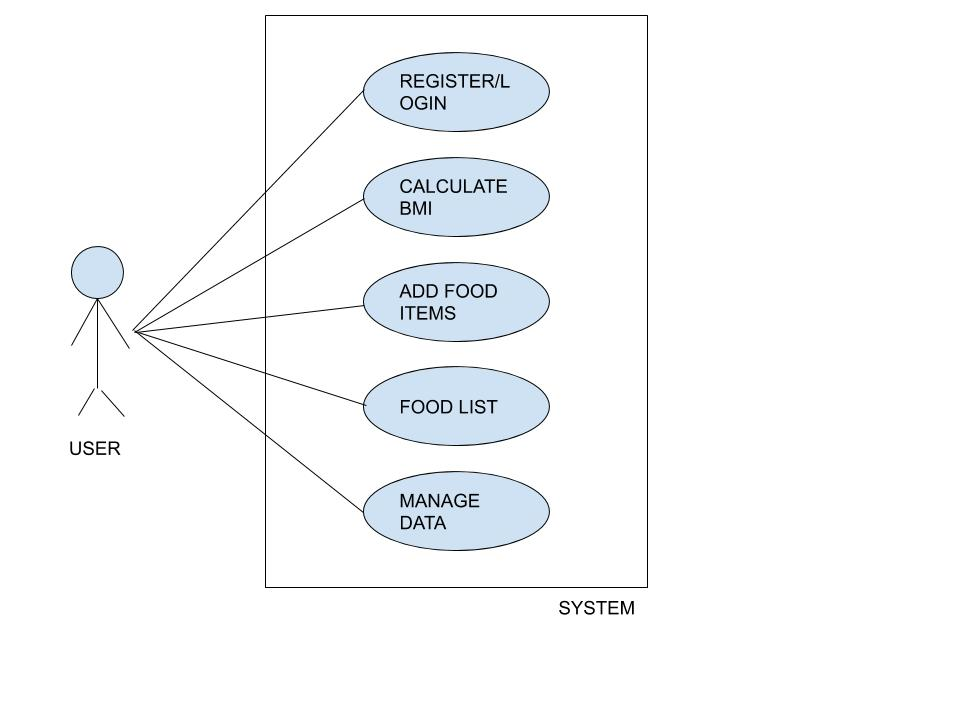 REGISTER/L
OGIN
CALCULATE
BMI
ADD FOOD
ITEMS
FOOD LIST
USER
MANAGE
DATA
SYSTEM